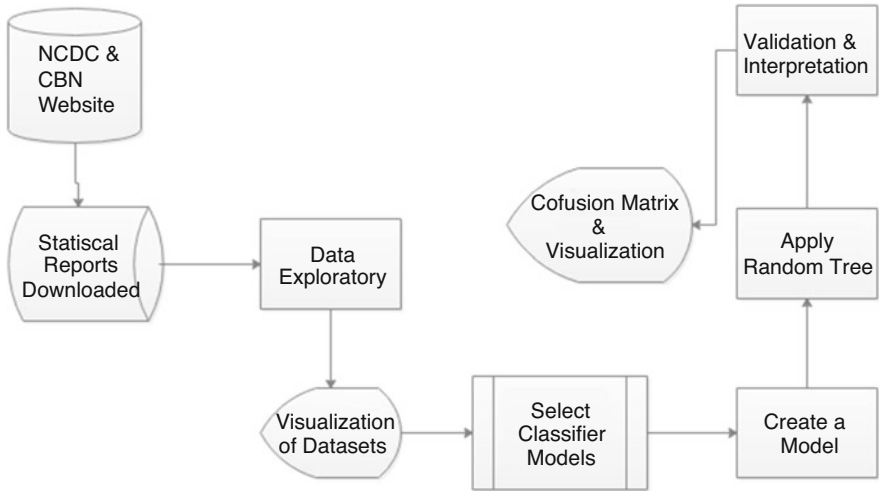 NCDC &
CBN
Website
Statiscal
Reports
Downloaded
Data
Exploratory
Visualization
of Datasets
Select
Classifier
Models
Create a
Model
Apply
Random Tree
Validation &
Interpretation
Cofusion Matrix
&
Visualization